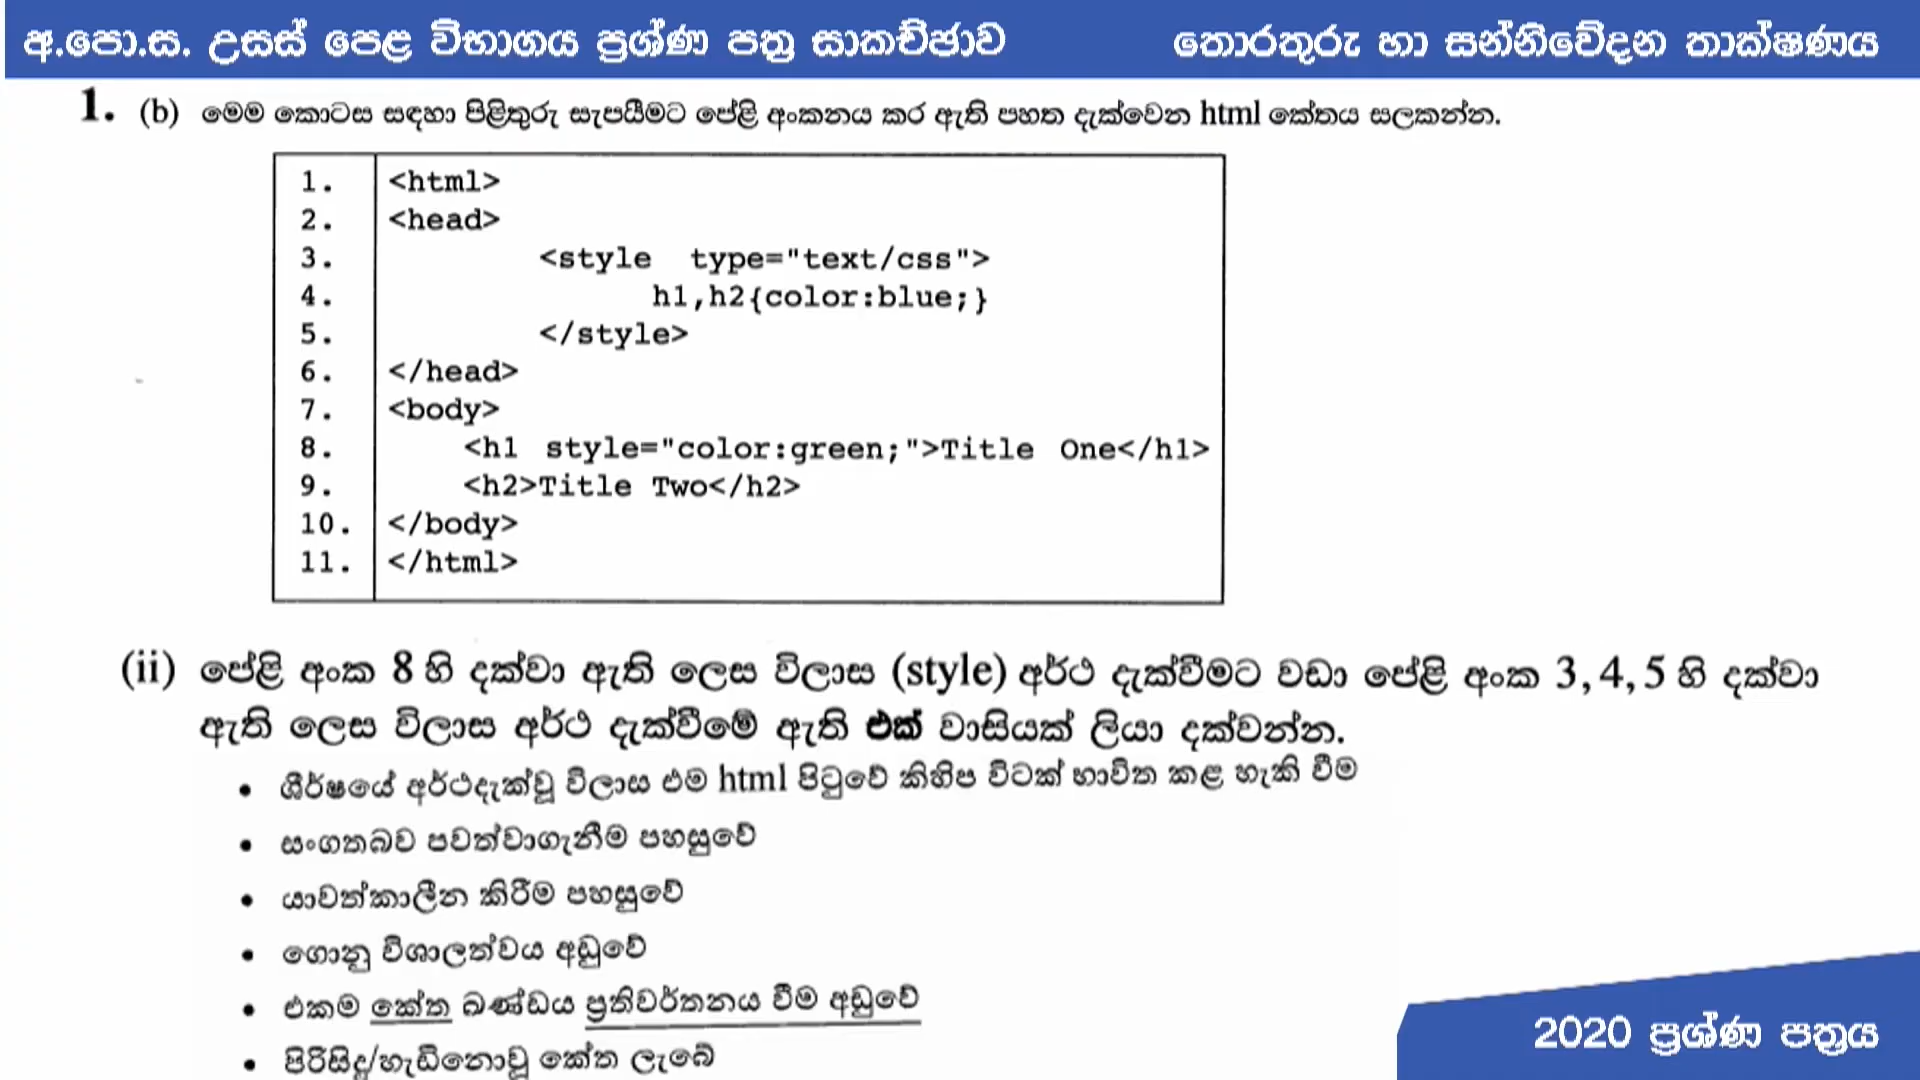 අ.පො.ස. උසස් පෙළ විභාගය ප්‍රශ්ණ පත්‍ර සාකච්ඡාව
තොරතුරු හා සන්නිවේදන තාක්ෂණය
1. (b) මෙම කොටස සඳහා පිළිතුරු සැපයීමට පේළි අංකනය කර ඇති පහත දැක්වෙන html කේතය සලකන්න.
1. <html>
2. <head>
3. <style type="text/css">
4. h1,h2{color:blue;}
5. </style>
6. </head>
7. <body>
8. <h1 style="color:green;">Title One</h1>
9. <h2>Title Two</h2>
10. </body>
11. </html>
(ii) පේළි අංක 8 හි දක්වා ඇති ලෙස විලාස (style) අර්ථ දැක්වීමට වඩා පේළි අංක 3, 4, 5 හි දක්වා
ඇති ලෙස විලාස අර්ථ දැක්වීමේ ඇති එක් වාසියක් ලියා දක්වන්න.
• ශීර්ෂයේ අර්ථදැක්වූ විලාස එම html පිටුවේ කිහිප විටක් භාවිත කළ හැකි වීම
• සංගතබව පවත්වාගැනීම පහසුවේ
• යාවත්කාලීන කිරීම පහසුවේ
• ගොනු විශාලත්වය අඩුවේ
• එකම කේත ඛණ්ඩය ප්‍රතිවර්තනය වීම අඩුවේ
• පිරිසිදු/හැඩිනොවූ කේත ලැබේ
2020 ප්‍රශ්ණ පත්‍රය